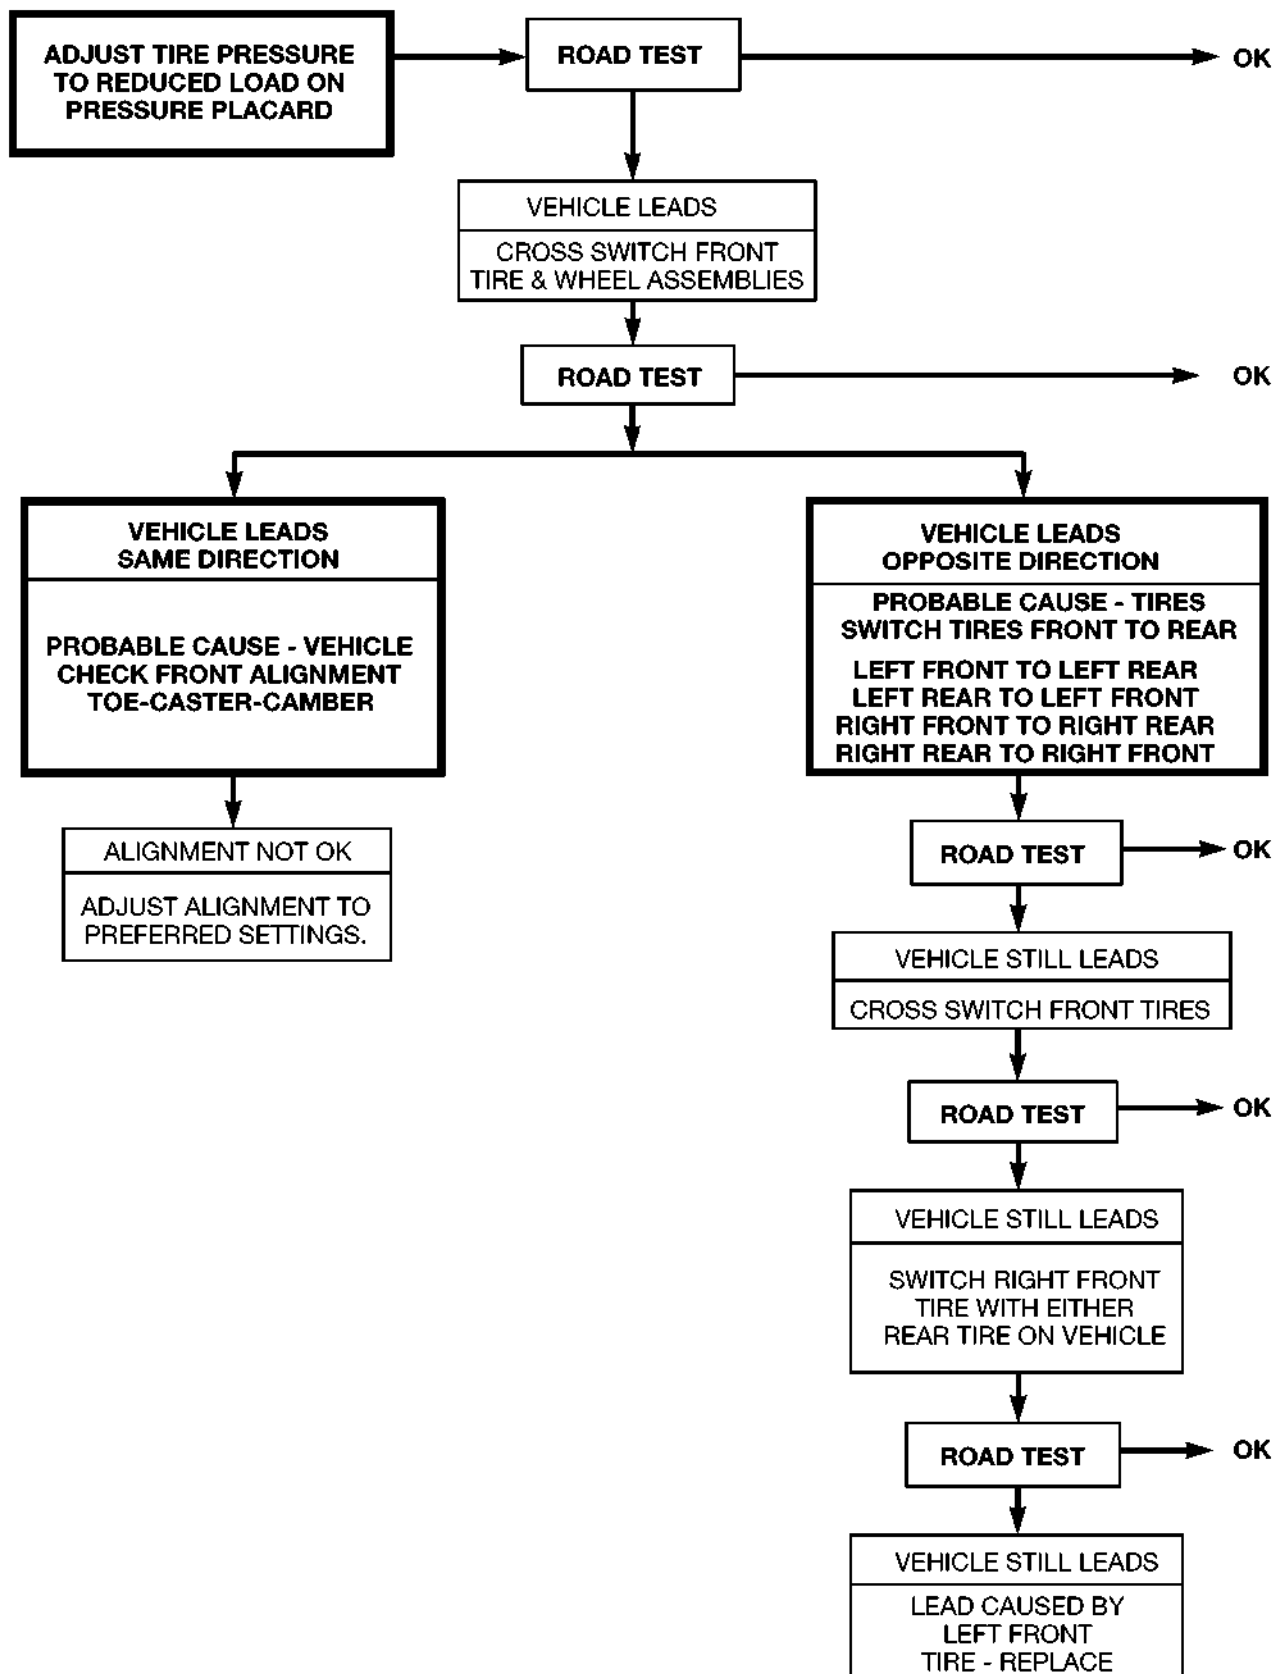 ADJUST TIRE PRESSURE
TO REDUCED LOAD ON
PRESSURE PLACARD
ROAD TEST
OK
VEHICLE LEADS
CROSS SWITCH FRONT
TIRE & WHEEL ASSEMBLIES
ROAD TEST
OK
VEHICLE LEADS
SAME DIRECTION
PROBABLE CAUSE - VEHICLE
CHECK FRONT ALIGNMENT
TOE-CASTER-CAMBER
ALIGNMENT NOT OK
ADJUST ALIGNMENT TO
PREFERRED SETTINGS.
VEHICLE LEADS
OPPOSITE DIRECTION
PROBABLE CAUSE - TIRES
SWITCH TIRES FRONT TO REAR
LEFT FRONT TO LEFT REAR
LEFT REAR TO LEFT FRONT
RIGHT FRONT TO RIGHT REAR
RIGHT REAR TO RIGHT FRONT
ROAD TEST
OK
VEHICLE STILL LEADS
CROSS SWITCH FRONT TIRES
ROAD TEST
OK
VEHICLE STILL LEADS
SWITCH RIGHT FRONT
TIRE WITH EITHER
REAR TIRE ON VEHICLE
ROAD TEST
OK
VEHICLE STILL LEADS
LEAD CAUSED BY
LEFT FRONT
TIRE - REPLACE